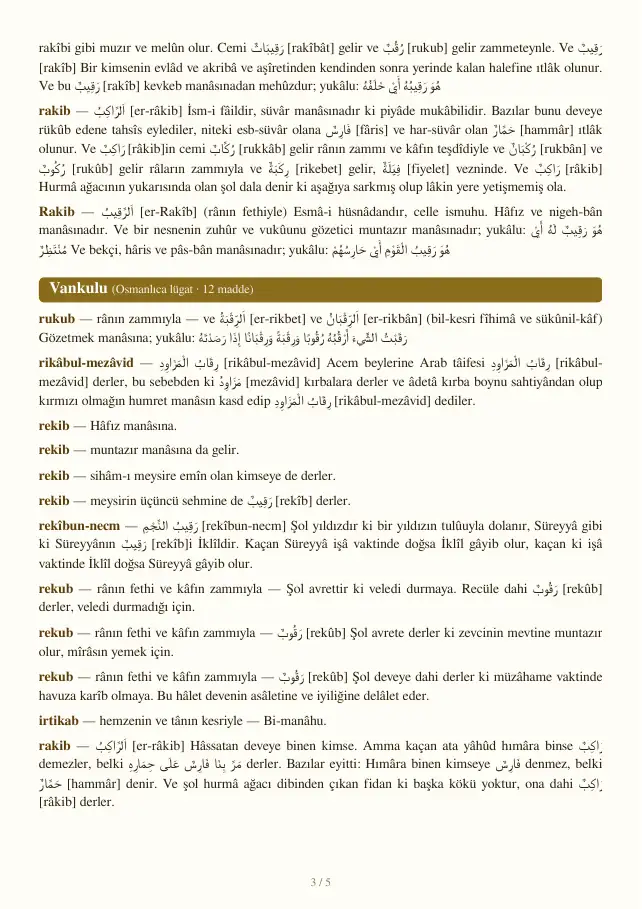 rakîbi gibi muzır ve melûn olur. Cemi رَقِيبَاتٌ [rakîbât] gelir ve رُقُبٌ [rukub] gelir zammeteynle. Ve رَقِيبٌ
[rakîb] Bir kimsenin evlâd ve akribâ ve aşîretinden kendinden sonra yerinde kalan halefine ıtlâk olunur.
Ve bu رَقِيبٌ [rakîb] kevkeb manâsınadan mehûzdur; yukâlu: هُوَ رَقِيبُهُ أَيْ خَلَفُهُ
rakib — اَلرَّاكِبُ [er-râkib] İsm-i fâildir, süvâr manâsınadır ki piyâde mukâbilidir. Bazılar bunu deveye
rükûb edene tahsîs eylediler, niteki esb-süvâr olana فَارِسٌ [fâris] ve har-süvâr olan حَمَّارٌ [hammâr] ıtlâk
olunur. Ve رَاكِبٌ [râkib]in cemi رُكَّابٌ [rukkâb] gelir rânın zammı ve kâfın teşdîdiyle ve رُكْبَانٌ [rukbân] ve
رُكُوبٌ [rukûb] gelir râların zammıyla ve رِكَبَةٌ [rikebet] gelir, فِيَلَةٌ [fiyelet] vezninde. Ve رَاكِبٌ [râkib]
Hurmâ ağacının yukarısında olan şol dala denir ki aşağıya sarkmış olup lâkin yere yetişmemiş ola.
Rakib — اَلرَّقِيبُ [er-Rakîb] (rânın fethiyle) Esmâ-i hüsnâdandır, celle ismuhu. Hâfız ve nigeh-bân
manâsınadır. Ve bir nesnenin zuhûr ve vukûunu gözetici muntazır manâsınadır; yukâlu: هُوَ رَقِيبٌ لَهُ أَيْ
مُنْتَظِرٌ Ve bekçi, hâris ve pâs-bân manâsınadır; yukâlu: هُوَ رَقِيبُ الْقَوْمِ أَيْ حَارِسُهُمْ
Vankulu (Osmanlıca lügat · 12 madde)
rukub — rânın zammıyla — ve اَلرِّقْبَةُ [er-rikbet] ve اَلرِّقْبَانُ [er-rikbân] (bil-kesri fîhimâ ve sükûnil-kâf)
Gözetmek manâsına; yukâlu: رَقَبْتُ الشَّيءَ أَرْقُبُهُ رُقُوبًا وَرِقْبَةً وَرِقْبَانًا إِذَا رَصَدْتَهُ
rikâbul-mezâvid — رِقَابُ الْمَزَاوِدِ [rikâbul-mezâvid] Acem beylerine Arab tâifesi رِقَابُ الْمَزَاوِدِ [rikâbul-
mezâvid] derler, bu sebebden ki مَزَاوِدُ [mezâvid] kırbalara derler ve âdetâ kırba boynu sahtiyândan olup
kırmızı olmağın humret manâsın kasd edip رِقَابُ الْمَزَاوِدِ [rikâbul-mezâvid] dediler.
rekib — Hâfız manâsına.
rekib — muntazır manâsına da gelir.
rekib — sihâm-ı meysire emîn olan kimseye de derler.
rekib — meysirin üçüncü sehmine de رَقِيبٌ [rekîb] derler.
rekîbun-necm — رَقِيبُ النَّجْمِ [rekîbun-necm] Şol yıldızdır ki bir yıldızın tulûuyla dolanır, Süreyyâ gibi
ki Süreyyânın رَقِيبٌ [rekîb]i İklîldir. Kaçan Süreyyâ işâ vaktinde doğsa İklîl gâyib olur, kaçan ki işâ
vaktinde İklîl doğsa Süreyyâ gâyib olur.
rekub — rânın fethi ve kâfın zammıyla — Şol avrettir ki veledi durmaya. Recüle dahi رَقُوبٌ [rekûb]
derler, veledi durmadığı için.
rekub — rânın fethi ve kâfın zammıyla — رَقُوبٌ [rekûb] Şol avrete derler ki zevcinin mevtine muntazır
olur, mîrâsın yemek için.
rekub — rânın fethi ve kâfın zammıyla — رَقُوبٌ [rekûb] Şol deveye dahi derler ki müzâhame vaktinde
havuza karîb olmaya. Bu hâlet devenin asâletine ve iyiliğine delâlet eder.
irtikab — hemzenin ve tânın kesriyle — Bi-manâhu.
rakib — اَلرَّاكِبُ [er-râkib] Hâssatan deveye binen kimse. Amma kaçan ata yâhûd hımâra binse رَاكِبٌ
demezler, belki مَرَّ بِنا فَارِسٌ عَلَى حِمَارِهِ derler. Bazılar eyitti: Hımâra binen kimseye فَارِسٌ denmez, belki
حَمَّارٌ [hammâr] denir. Ve şol hurmâ ağacı dibinden çıkan fidan ki başka kökü yoktur, ona dahi رَاكِبٌ
[râkib] derler.
3 / 5